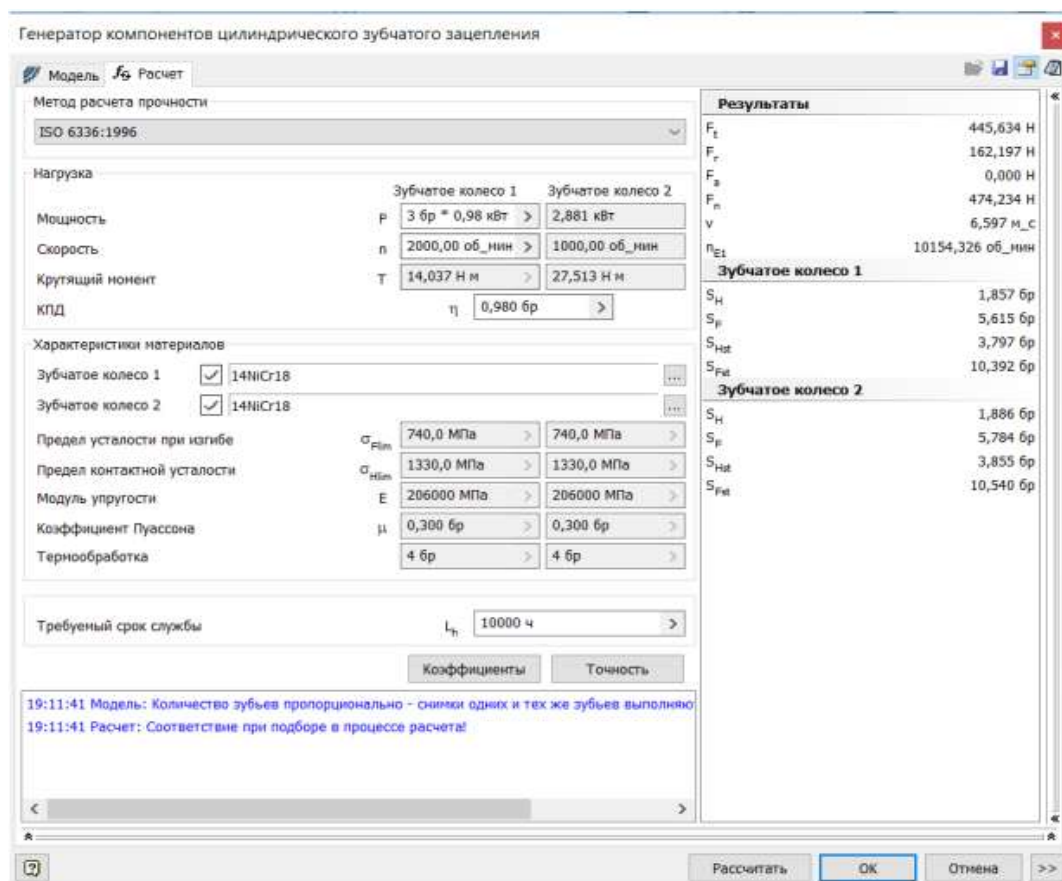 Генератор компонентов цилиндрического зубчатого зацепления
Модель fG Расчет
Метод расчета прочности
ISO 6336:1996
Нагрузка
Зубчатое колесо 1 Зубчатое колесо 2
Мощность P 3 бр * 0,98 кВт > 2,881 кВт
Скорость n 2000,00 об_мин > 1000,00 об_мин
Крутящий момент T 14,037 Н м > 27,513 Н м
КПД η 0,980 бр >
Характеристики материалов
Зубчатое колесо 1 14NiCr18 ...
Зубчатое колесо 2 14NiCr18 ...
Предел усталости при изгибе σFlim 740,0 МПа > 740,0 МПа >
Предел контактной усталости σHlim 1330,0 МПа > 1330,0 МПа >
Модуль упругости E 206000 МПа > 206000 МПа >
Коэффициент Пуассона μ 0,300 бр > 0,300 бр >
Термообработка 4 бр > 4 бр >
Требуемый срок службы Lh 10000 ч >
Коэффициенты Точность
19:11:41 Модель: Количество зубьев пропорционально - снимки одних и тех же зубьев выполняю
19:11:41 Расчет: Соответствие при подборе в процессе расчета!
Результаты
Ft 445,634 Н
Fr 162,197 Н
Fa 0,000 Н
Fn 474,234 Н
v 6,597 м_с
nE1 10154,326 об_мин
Зубчатое колесо 1
SH 1,857 бр
SF 5,615 бр
SHst 3,797 бр
SFst 10,392 бр
Зубчатое колесо 2
SH 1,886 бр
SF 5,784 бр
SHst 3,855 бр
SFst 10,540 бр
Рассчитать ОК Отмена >>